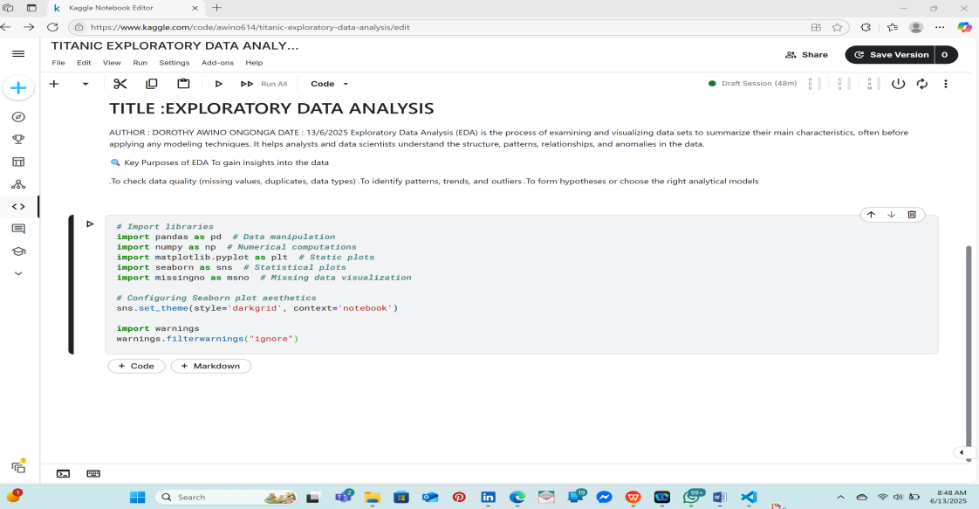 Kaggle Notebook Editor
https://www.kaggle.com/code/awino614/titanic-exploratory-data-analysis/edit
TITANIC EXPLORATORY DATA ANALY...
File Edit View Run Settings Add-ons Help
Share
Save Version 0
Run All
Code
Draft Session (48m)
TITLE :EXPLORATORY DATA ANALYSIS
AUTHOR : DOROTHY AWINO ONGONGA DATE : 13/6/2025 Exploratory Data Analysis (EDA) is the process of examining and visualizing data sets to summarize their main characteristics, often before
applying any modeling techniques. It helps analysts and data scientists understand the structure, patterns, relationships, and anomalies in the data.
🔍 Key Purposes of EDA To gain insights into the data
.To check data quality (missing values, duplicates, data types) .To identify patterns, trends, and outliers .To form hypotheses or choose the right analytical models
# Import libraries
import pandas as pd # Data manipulation
import numpy as np # Numerical computations
import matplotlib.pyplot as plt # Static plots
import seaborn as sns # Statistical plots
import missingno as msno # Missing data visualization
# Configuring Seaborn plot aesthetics
sns.set_theme(style='darkgrid', context='notebook')
import warnings
warnings.filterwarnings("ignore")
+ Code + Markdown
Search
99+
8:48 AM
6/13/2025